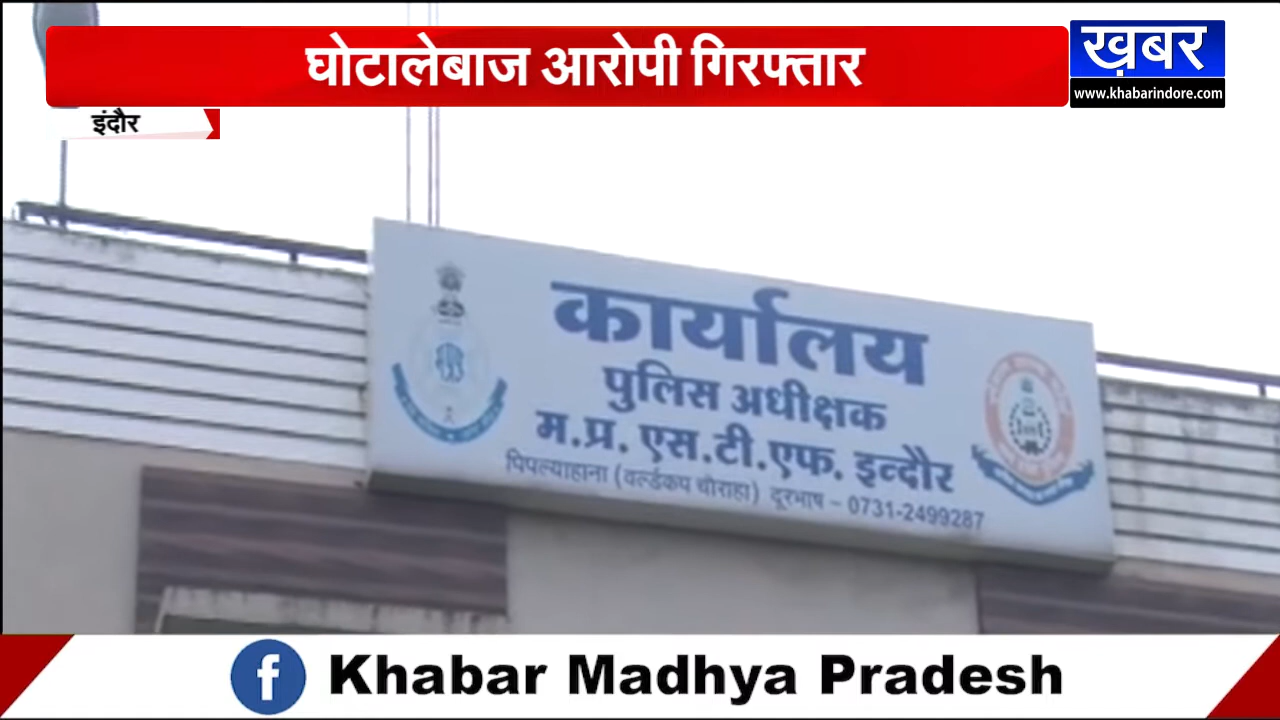 घोटालेबाज आरोपी गिरफ्तार
ख़बर
www.khabarindore.com
इंदौर
कार्यालय
पुलिस अधीक्षक
म.प्र. एस.टी.एफ. इन्दौर
पिपल्याहाना (वर्ल्डकप चोराहा) दूरभाष – 0731-2499287
f Khabar Madhya Pradesh